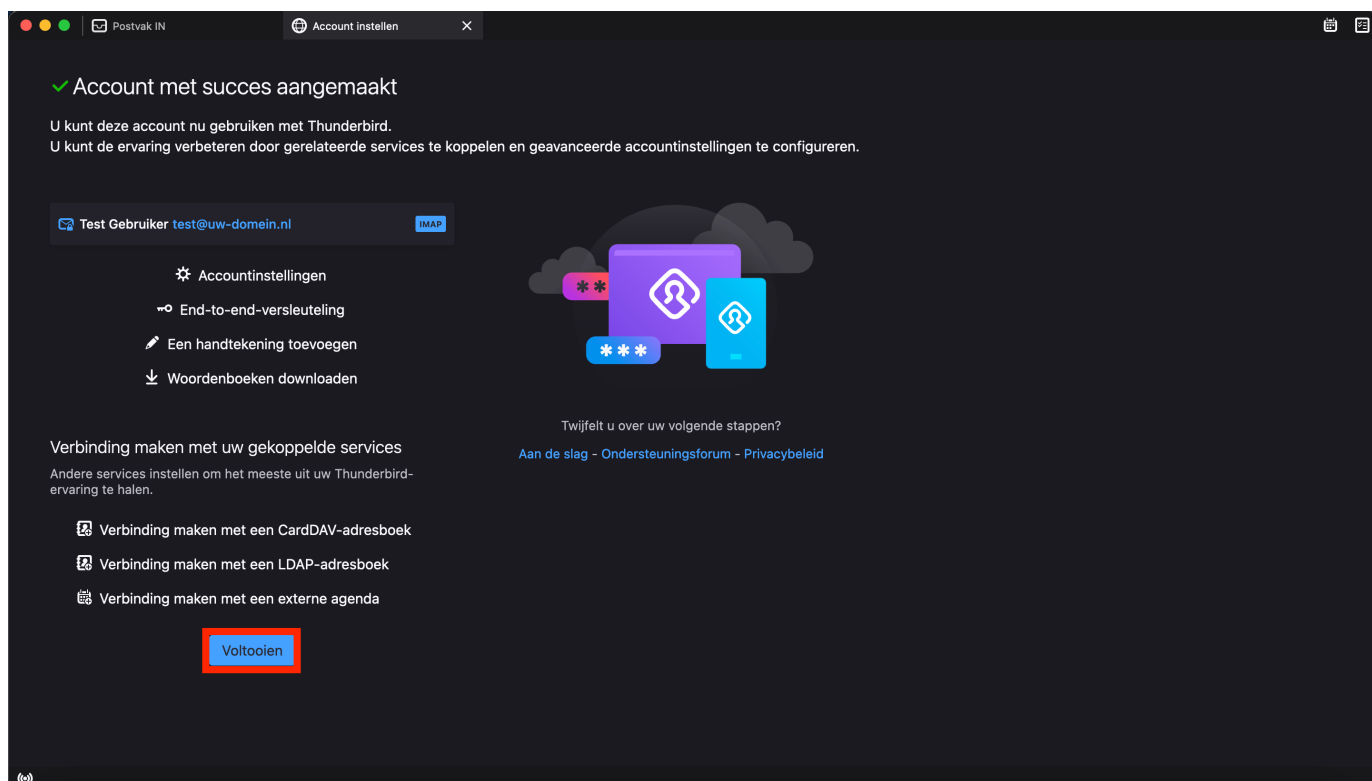 Postvak IN
Account instellen
Account met succes aangemaakt
U kunt deze account nu gebruiken met Thunderbird.
U kunt de ervaring verbeteren door gerelateerde services te koppelen en geavanceerde accountinstellingen te configureren.
Test Gebruiker test@uw-domein.nl IMAP
Accountinstellingen
End-to-end-versleuteling
Een handtekening toevoegen
Woordenboeken downloaden
Verbinding maken met uw gekoppelde services
Andere services instellen om het meeste uit uw Thunderbird-
ervaring te halen.
Verbinding maken met een CardDAV-adresboek
Verbinding maken met een LDAP-adresboek
Verbinding maken met een externe agenda
Voltooien
** 
***
Twijfelt u over uw volgende stappen?
Aan de slag - Ondersteuningsforum - Privacybeleid